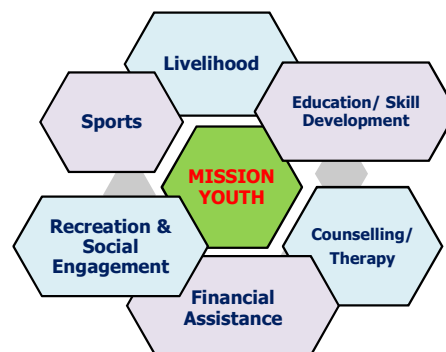 Livelihood
Education/ Skill
Development
Sports
MISSION
YOUTH
Recreation &
Social
Engagement
Counselling/
Therapy
Financial
Assistance